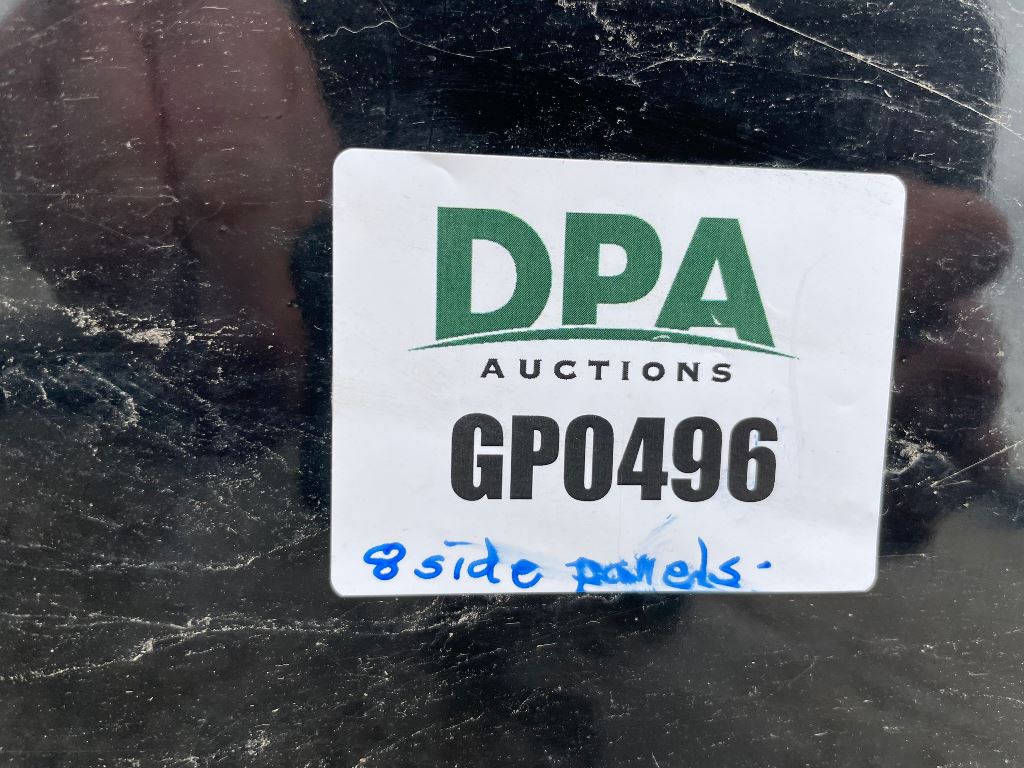 DPA
AUCTIONS
GP0496
8 side panels.